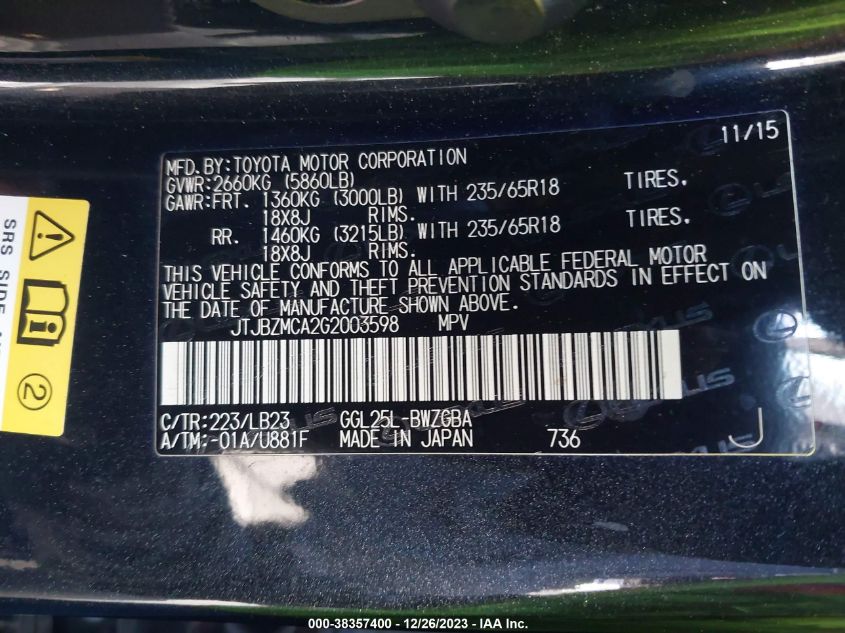 11/15
MFD.BY:TOYOTA MOTOR CORPORATION
GVWR:2660KG (5860LB)
GAWR:FRT. 1360KG (3000LB) WITH 235/65R18 TIRES.
18X8J RIMS.
RR. 1460KG (3215LB) WITH 235/65R18 TIRES.
18X8J RIMS.
THIS VEHICLE CONFORMS TO ALL APPLICABLE FEDERAL MOTOR
VEHICLE SAFETY AND THEFT PREVENTION STANDARDS IN EFFECT ON
THE DATE OF MANUFACTURE SHOWN ABOVE.
JTJBZMCA2G2003598 MPV
C/TR:223/LB23 GGL25L-BWZGBA
A/TM:-01A/U881F MADE IN JAPAN 736 J
SRS SIDE
2
000-38357400 - 12/26/2023 - IAA Inc.